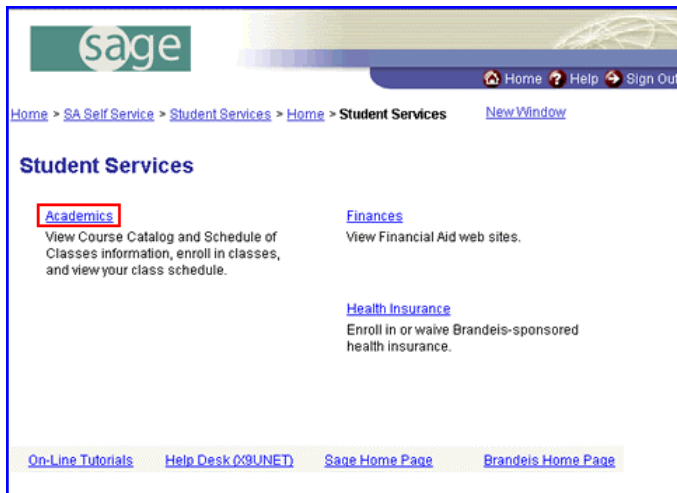 sage
Home Help Sign Out
Home > SA Self Service > Student Services > Home > Student Services New Window
Student Services
Academics
View Course Catalog and Schedule of
Classes information, enroll in classes,
and view your class schedule.
Finances
View Financial Aid web sites.
Health Insurance
Enroll in or waive Brandeis-sponsored
health insurance.
On-Line Tutorials Help Desk (X9UNET) Sage Home Page Brandeis Home Page